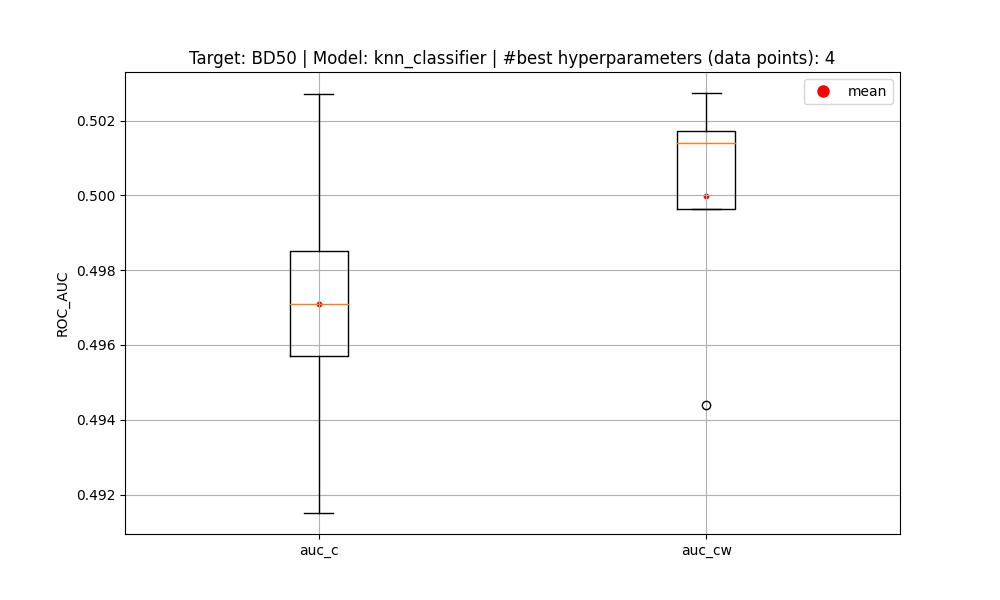 Target: BD50 | Model: knn_classifier | #best hyperparameters (data points): 4
mean
ROC_AUC
0.502
0.500
0.498
0.496
0.494
0.492
auc_c
auc_cw